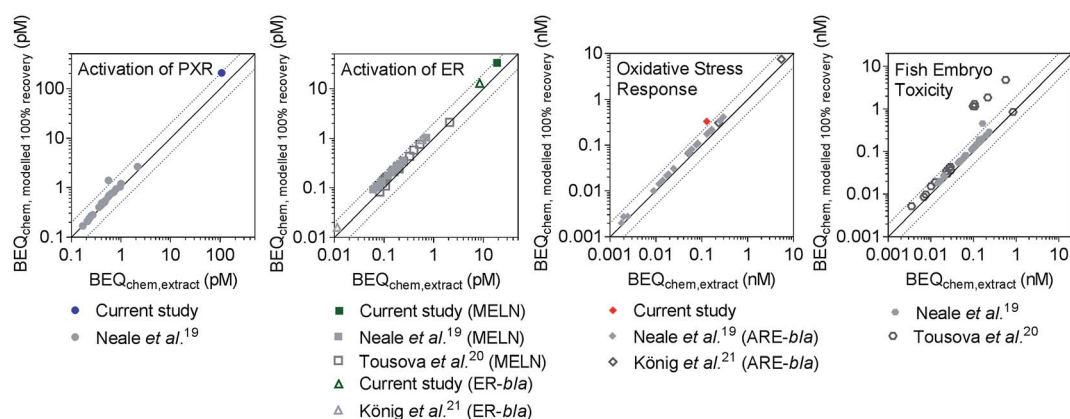 BEQchem, modelled 100% recovery (pM)
Activation of PXR
100
10
1
0.1
0.1 1 10 100
BEQchem,extract (pM)
Current study
Neale et al.19
BEQchem, modelled 100% recovery (pM)
Activation of ER
10
1
0.1
0.01
0.01 0.1 1 10
BEQchem,extract (pM)
Current study (MELN)
Neale et al.19 (MELN)
Tousova et al.20 (MELN)
Current study (ER-bla)
König et al.21 (ER-bla)
BEQchem, modelled 100% recovery (nM)
Oxidative Stress
Response
10
1
0.1
0.01
0.001
0.001 0.01 0.1 1 10
BEQchem,extract (nM)
Current study
Neale et al.19 (ARE-bla)
König et al.21 (ARE-bla)
BEQchem, modelled 100% recovery (nM)
Fish Embryo
Toxicity
10
1
0.1
0.01
0.001
0.001 0.01 0.1 1 10
BEQchem,extract (nM)
Neale et al.19
Tousova et al.20